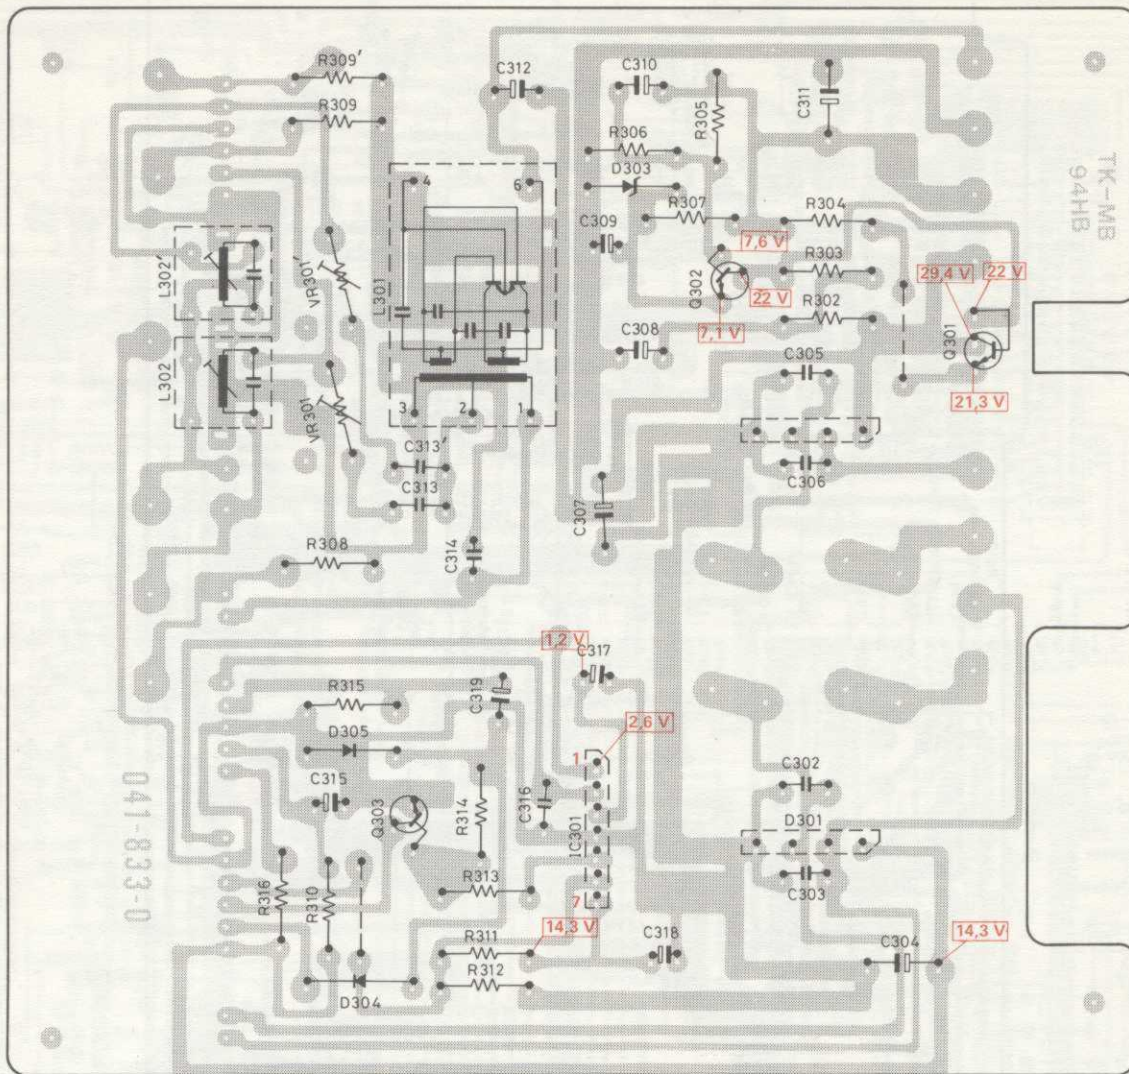 R309'
C312
C310
R309
R305
C311
R306
D303
TK-MB
94HB
4
6
R307
R304
C309
7,6 V
R303
29,4 V
22 V
L302'
VR301'
L301
Q302
22 V
R302
7,1 V
Q301
C308
C305
L302
VR301
21,3 V
3
2
1
C313'
C306
C313
C307
R308
C314
1,2 V
C317
R315
C319
2,6 V
D305
1
C302
C315
Q303
R314
C316
IC301
D301
041-833-0
R316
R310
R313
7
C303
14,3 V
R311
C318
C304
14,3 V
R312
D304